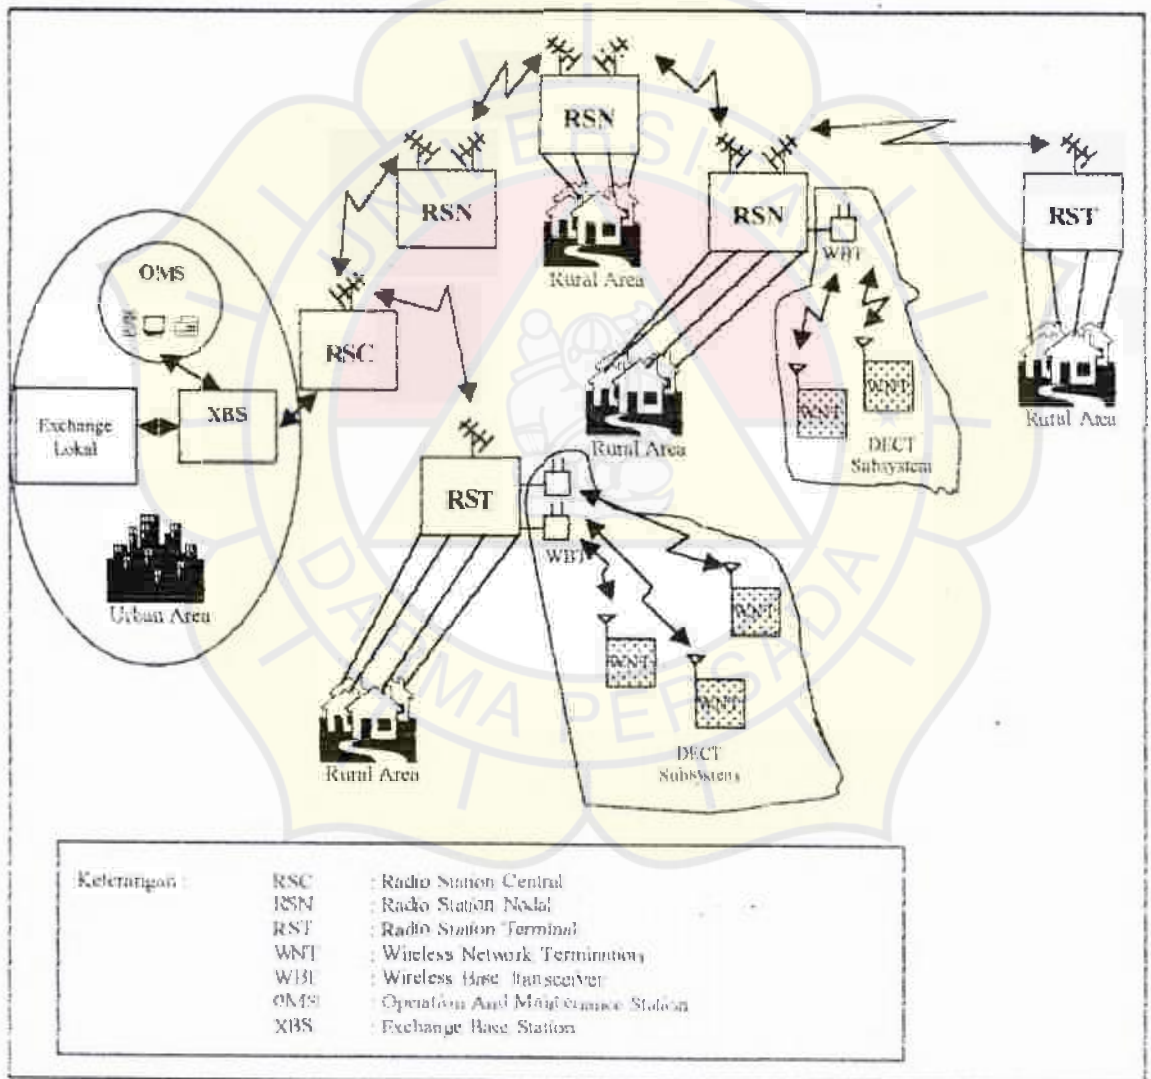 RSN
RSN
RSN
RST
RSC
OMS
XBS
Exchange
Lokal
Urban Area
Rural Area
WBT
WNT
WNT
DECT
Subsystem
Rural Area
Rural Area
RST
WBT
WNT
WNT
WNT
DECT
Subsystem
Rural Area
UNIVERSITAS
DARMA PERSADA
Keterangan :
RSC : Radio Station Central
RSN : Radio Station Nodal
RST : Radio Station Terminal
WNT : Wireless Network Termination
WBT : Wireless Base Transceiver
OMS : Operation And Maintenance Station
XBS : Exchange Base Station